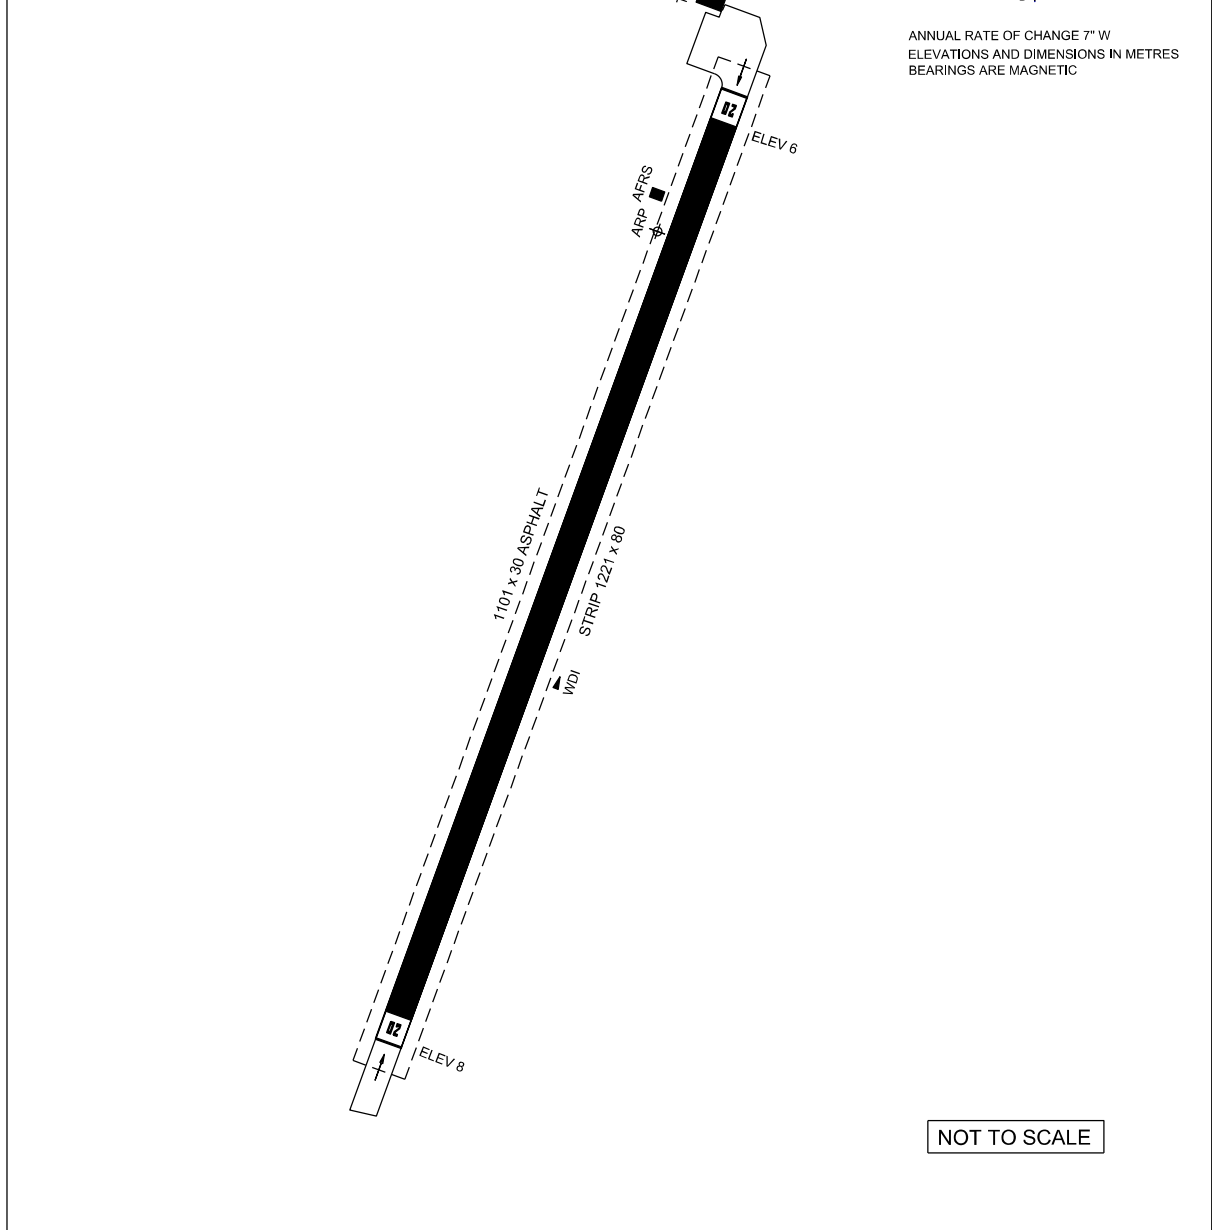 ANNUAL RATE OF CHANGE 7" W
ELEVATIONS AND DIMENSIONS IN METRES
BEARINGS ARE MAGNETIC
02
ELEV 6
AFRS
ARP
1101 x 30 ASPHALT
STRIP 1221 x 80
WDI
02
ELEV 8
NOT TO SCALE